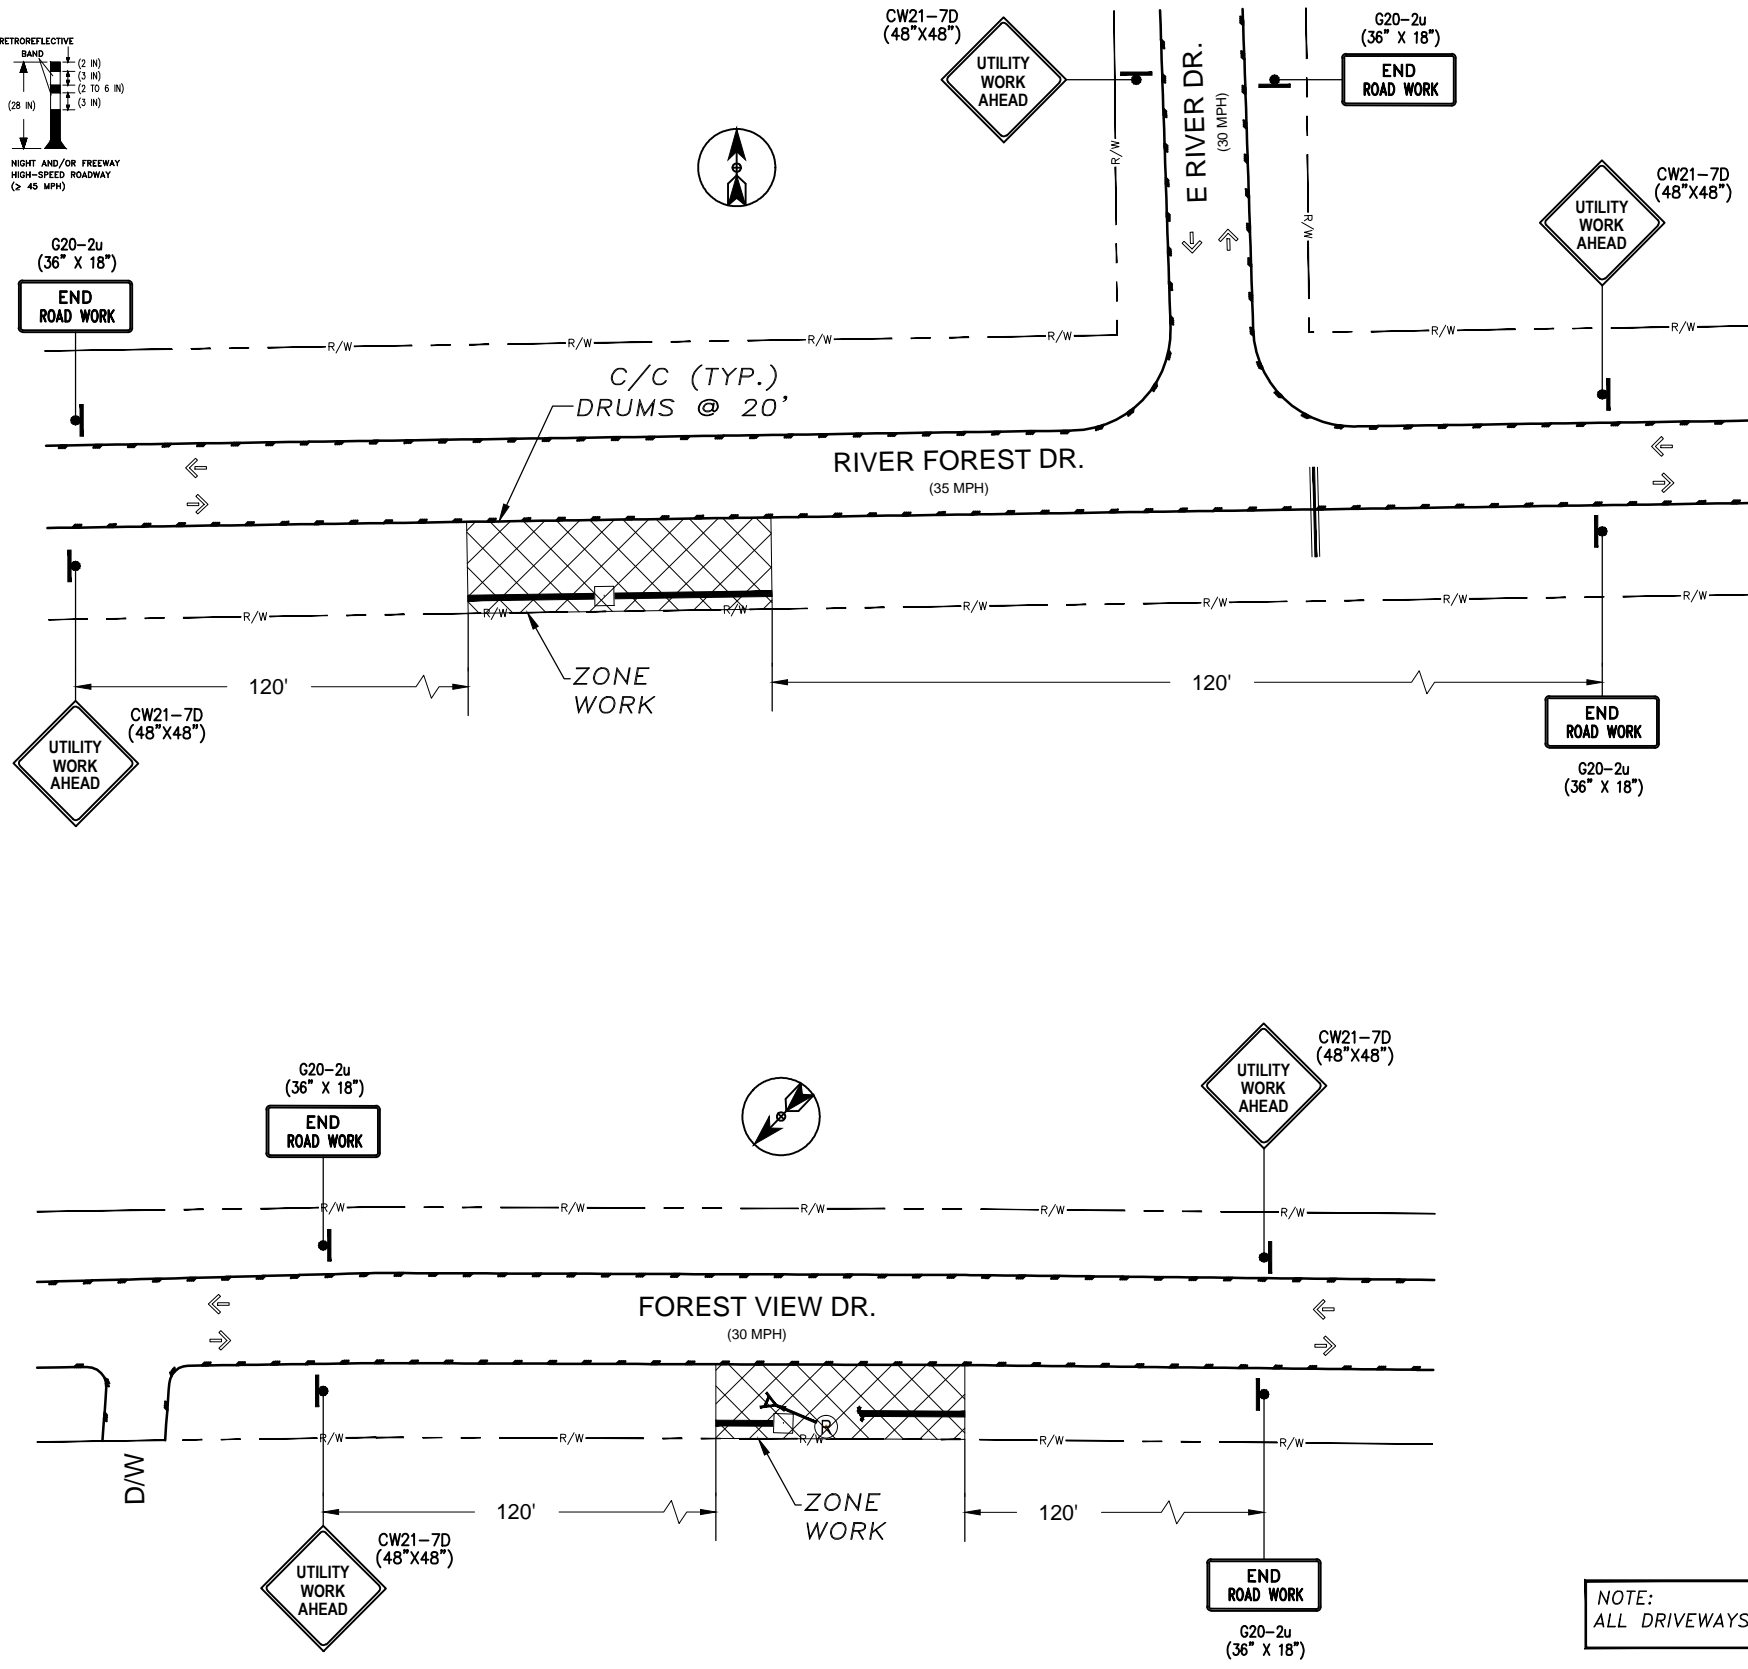 RETROREFLECTIVE
BAND
(2 IN)
(3 IN)
(2 TO 6 IN)
(3 IN)
(28 IN)
NIGHT AND/OR FREEWAY
HIGH-SPEED ROADWAY
(≥ 45 MPH)
CW21-7D
(48"X48")
UTILITY
WORK
AHEAD
G20-2u
(36" X 18")
END
ROAD WORK
E RIVER DR.
(30 MPH)
R/W
R/W
CW21-7D
(48"X48")
UTILITY
WORK
AHEAD
G20-2u
(36" X 18")
END
ROAD WORK
R/W
R/W
R/W
R/W
R/W
R/W
C/C (TYP.)
DRUMS @ 20'
RIVER FOREST DR.
(35 MPH)
R/W
R/W
R/W
R/W
R/W
R/W
R/W
ZONE
WORK
120'
120'
CW21-7D
(48"X48")
UTILITY
WORK
AHEAD
END
ROAD WORK
G20-2u
(36" X 18")
G20-2u
(36" X 18")
END
ROAD WORK
CW21-7D
(48"X48")
UTILITY
WORK
AHEAD
R/W
R/W
R/W
R/W
R/W
FOREST VIEW DR.
(30 MPH)
R
R/W
R/W
R/W
R/W
R/W
D/W
ZONE
WORK
120'
120'
CW21-7D
(48"X48")
UTILITY
WORK
AHEAD
END
ROAD WORK
G20-2u
(36" X 18")
NOTE:
ALL DRIVEWAYS